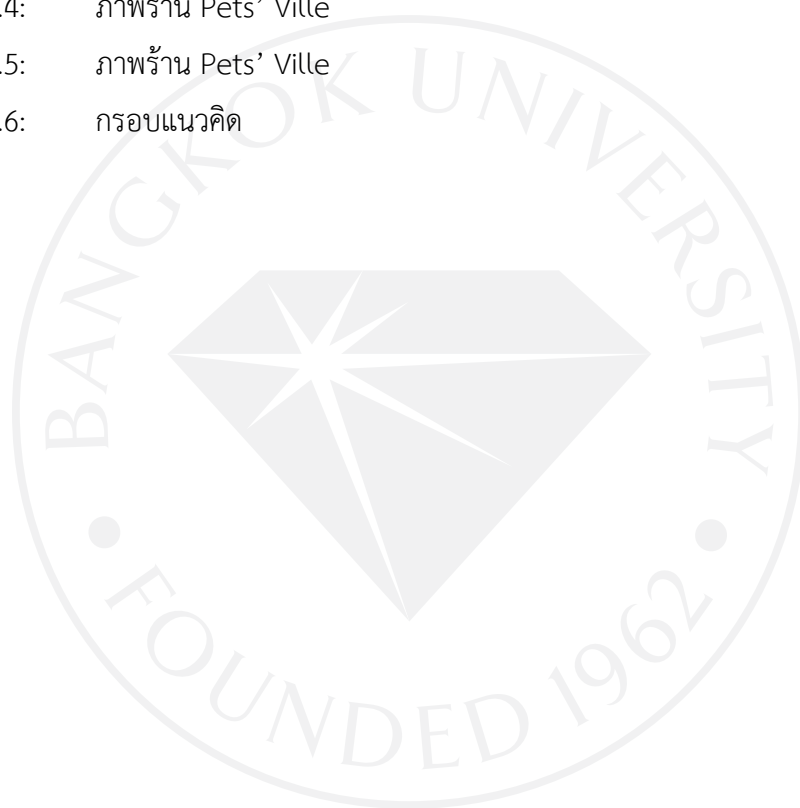 .4: ภาพร้าน Pets’ Ville
.5: ภาพร้าน Pets’ Ville
.6: กรอบแนวคิด
BANGKOK UNIVERSITY
FOUNDED 1962